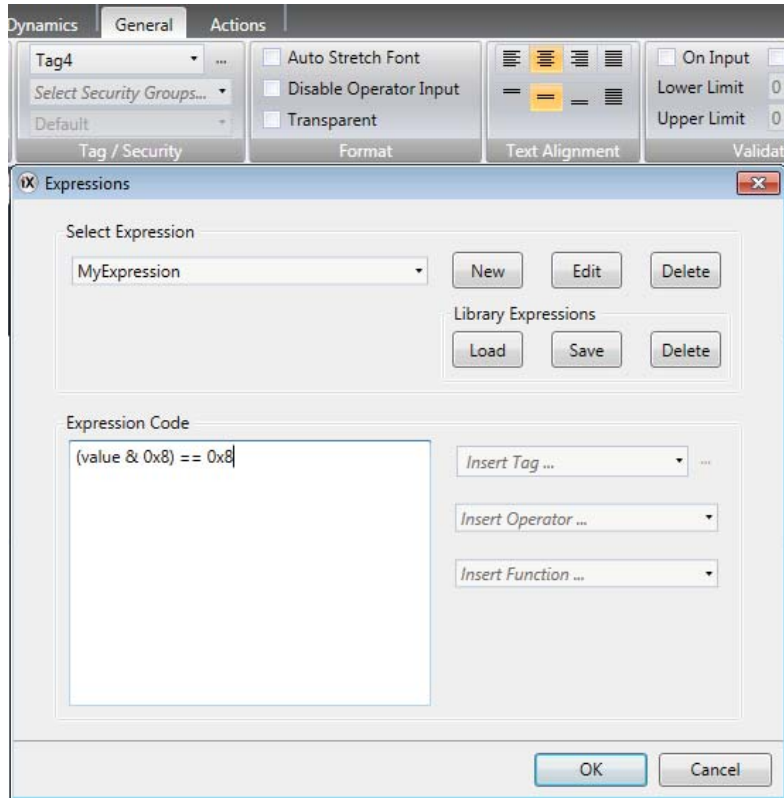 Dynamics General Actions
Tag4 ... Auto Stretch Font On Input
Select Security Groups... Disable Operator Input Lower Limit 0
Default Transparent Upper Limit 0
Tag / Security Format Text Alignment
iX Expressions
Select Expression
MyExpression New Edit Delete
Library Expressions
Load Save Delete
Expression Code
(value & 0x8) == 0x8
Insert Tag ... ...
Insert Operator ...
Insert Function ...
OK Cancel